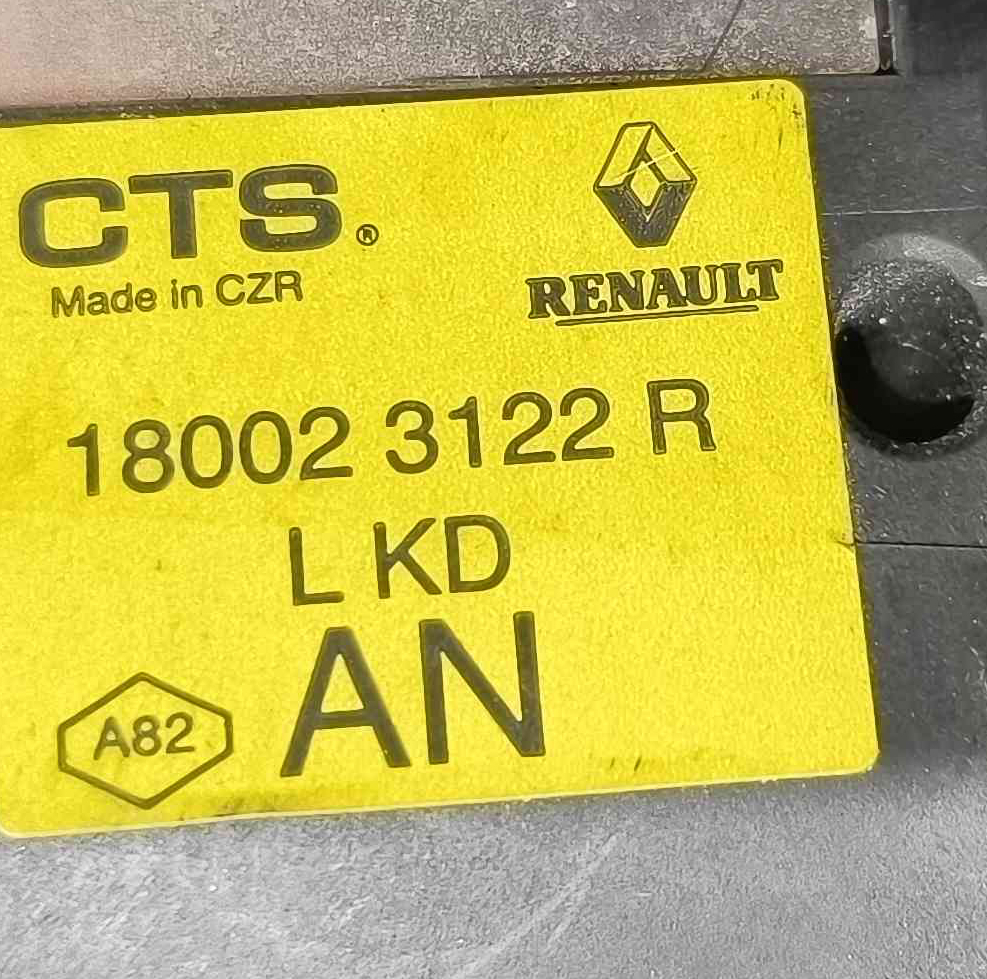 CTS®
Made in CZR
RENAULT
18002 3122 R
L KD
AN
A82